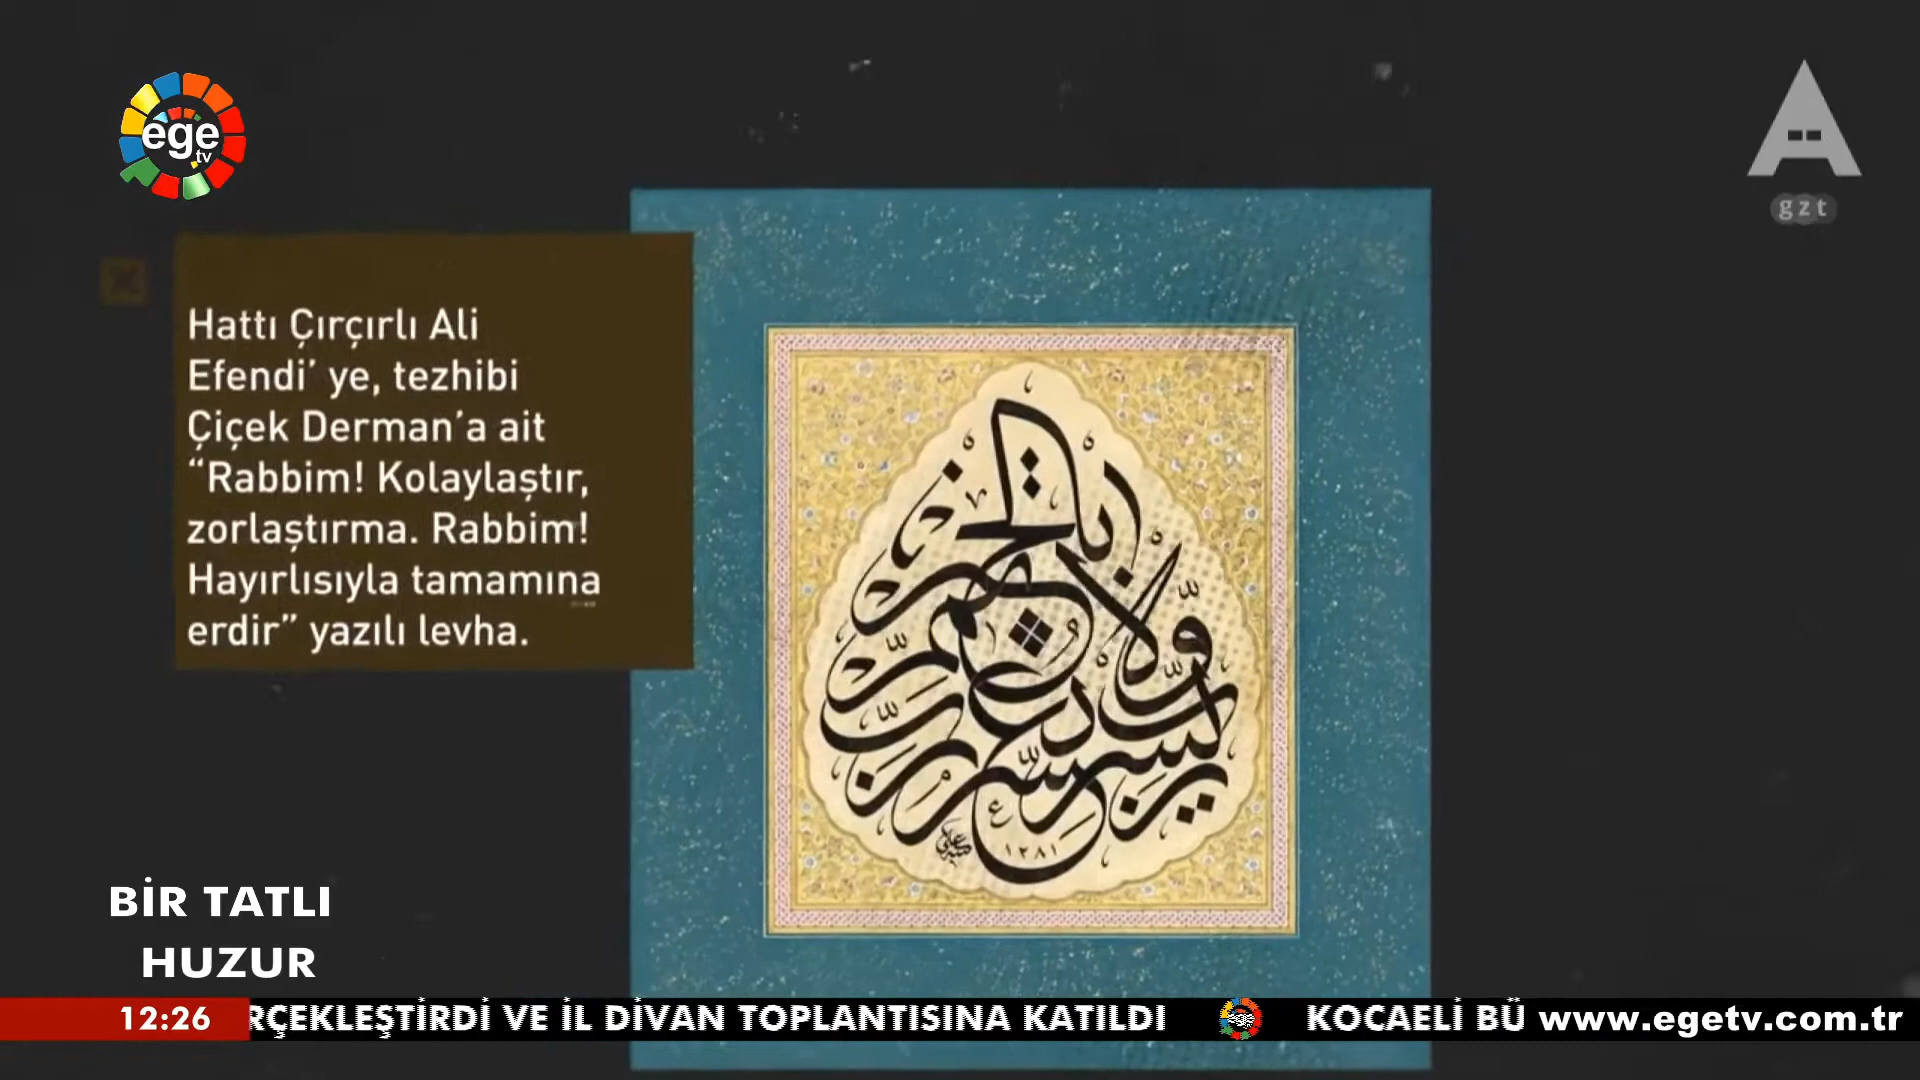 ege
tv
gzt
Hattı Çırçırlı Ali
Efendi’ ye, tezhibi
Çiçek Derman’a ait
“Rabbim! Kolaylaştır,
zorlaştırma. Rabbim!
Hayırlısıyla tamamına
erdir” yazılı levha.
رب يسر ولا تعسر رب تمم بالخير
١٢٨١
BİR TATLI
HUZUR
12:26
RÇEKLEŞTİRDİ VE İL DİVAN TOPLANTISINA KATILDI KOCAELİ BÜ www.egetv.com.tr